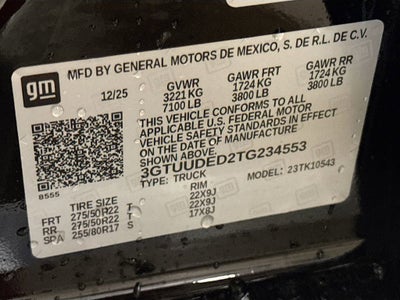 gm
MFD BY GENERAL MOTORS DE MEXICO, S. DE R.L. DE C.V.
12/25 GVWR GAWR FRT GAWR RR
3221 KG 1724 KG 1724 KG
7100 LB 3800 LB 3800 LB
THIS VEHICLE CONFORMS TO ALL
APPLICABLE U.S. FEDERAL MOTOR
VEHICLE SAFETY STANDARDS IN EFFECT
ON THE DATE OF MANUFACTURE
SHOWN ABOVE
3GTUUDED2TG234553
TYPE: TRUCK MODEL: 23TK10543
8555
TIRE SIZE RIM
FRT 275/50R22 T 22X9J
RR 275/50R22 T 22X9J
SPA 255/80R17 S 17X8J